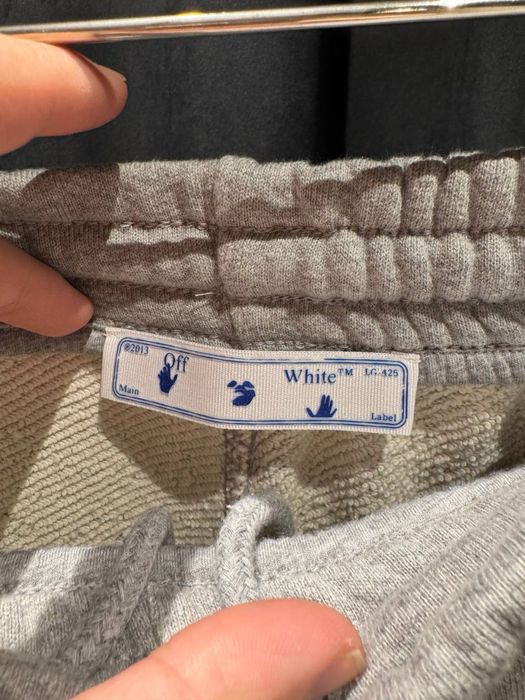 ©2013 Off White™ LG-425
Main Label